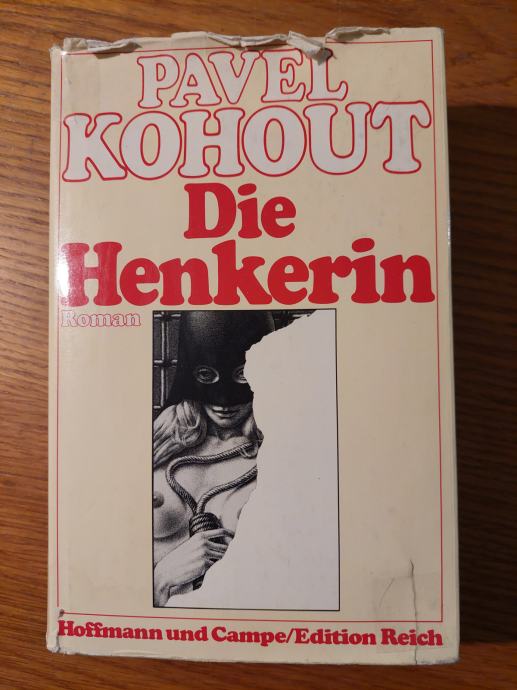 PAVEL
KOHOUT
Die
Henkerin
Roman
Hoffmann und Campe/Edition Reich